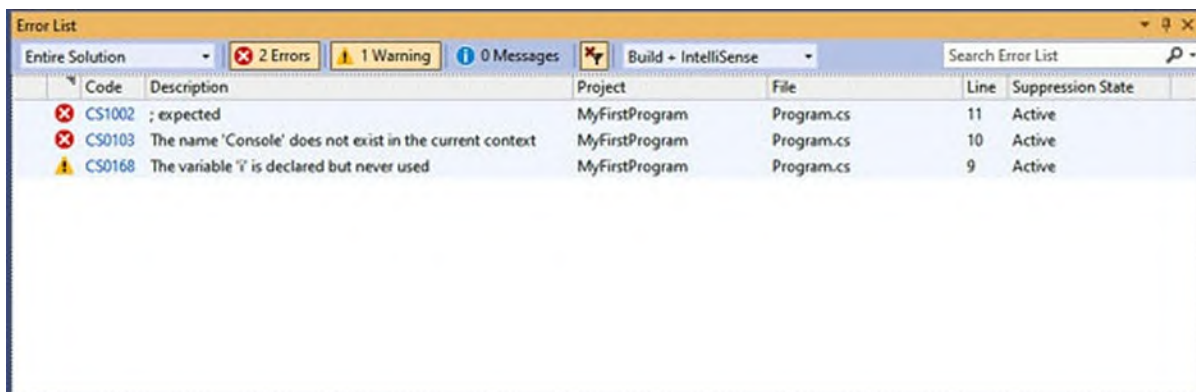 Error List
Entire Solution 2 Errors 1 Warning 0 Messages Build + IntelliSense Search Error List
Code Description Project File Line Suppression State
CS1002 ; expected MyFirstProgram Program.cs 11 Active
CS0103 The name 'Console' does not exist in the current context MyFirstProgram Program.cs 10 Active
CS0168 The variable 'i' is declared but never used MyFirstProgram Program.cs 9 Active